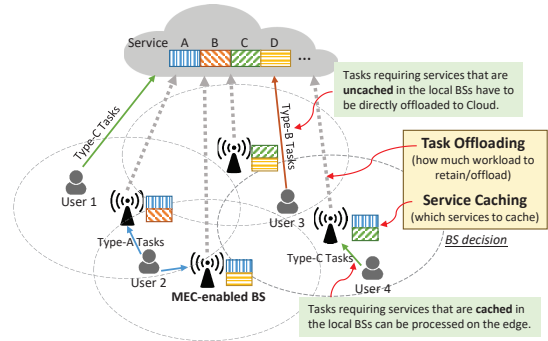 Service A B C D ...
Tasks requiring services that are
uncached in the local BSs have to
be directly offloaded to Cloud.
Type-C Tasks
Type-B Tasks
Task Offloading
(how much workload to
retain/offload)
Service Caching
(which services to cache)
BS decision
User 1
User 3
Type-A Tasks
Type-C Tasks
User 2
User 4
MEC-enabled BS
Tasks requiring services that are cached in
the local BSs can be processed on the edge.